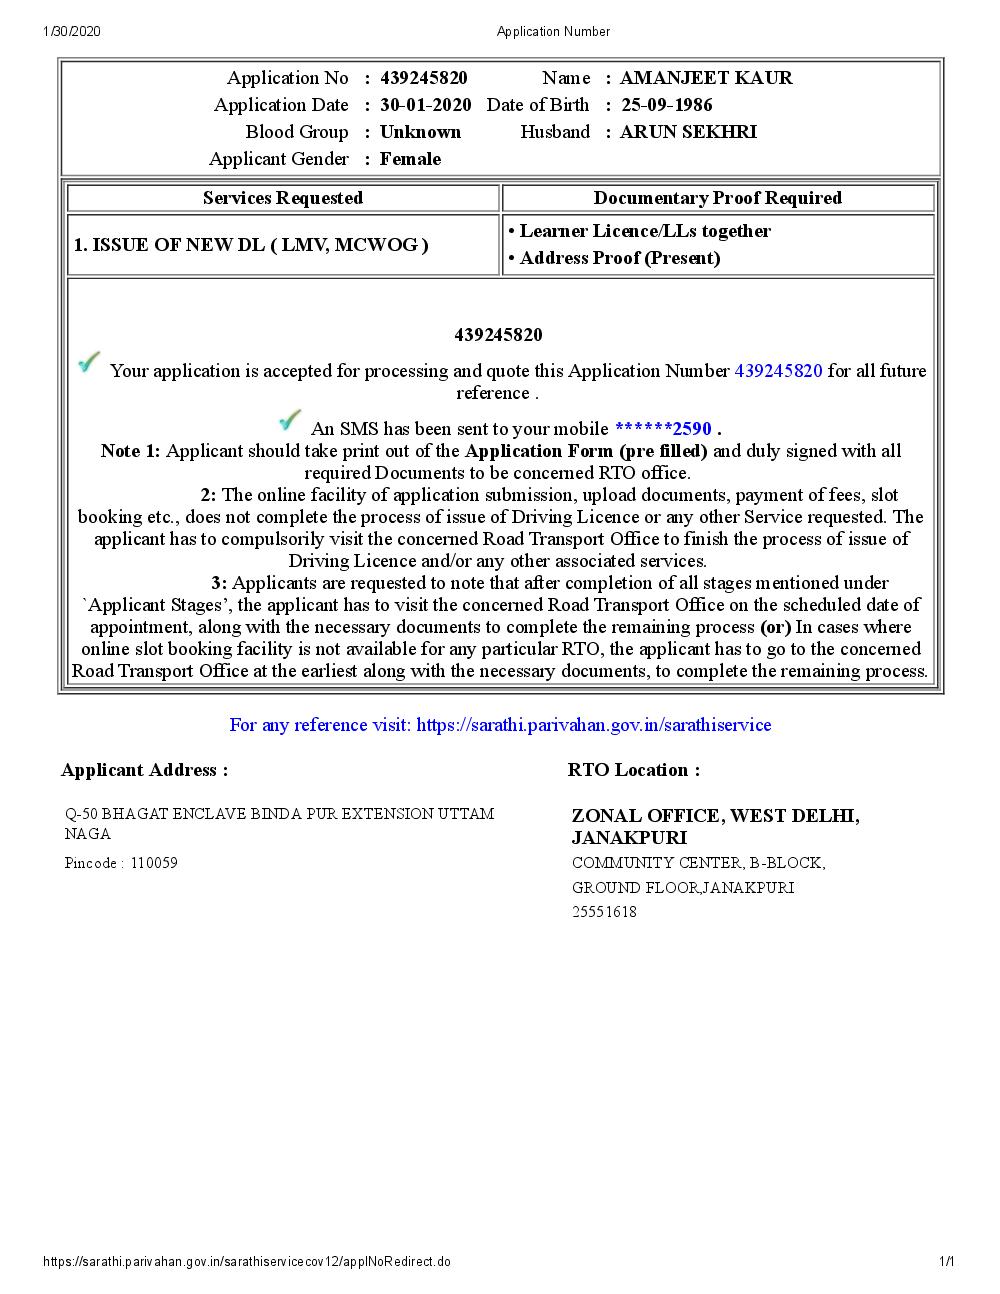 1/30/2020 Application Number
Application No : 439245820 Name : AMANJEET KAUR
Application Date : 30-01-2020 Date of Birth : 25-09-1986
Blood Group : Unknown Husband : ARUN SEKHRI
Applicant Gender : Female
Services Requested Documentary Proof Required
1. ISSUE OF NEW DL ( LMV, MCWOG )
• Learner Licence/LLs together
• Address Proof (Present)
439245820
Your application is accepted for processing and quote this Application Number 439245820 for all future
reference .
An SMS has been sent to your mobile ******2590 .
Note 1: Applicant should take print out of the Application Form (pre filled) and duly signed with all
required Documents to be concerned RTO office.
2: The online facility of application submission, upload documents, payment of fees, slot
booking etc., does not complete the process of issue of Driving Licence or any other Service requested. The
applicant has to compulsorily visit the concerned Road Transport Office to finish the process of issue of
Driving Licence and/or any other associated services.
3: Applicants are requested to note that after completion of all stages mentioned under
`Applicant Stages’, the applicant has to visit the concerned Road Transport Office on the scheduled date of
appointment, along with the necessary documents to complete the remaining process (or) In cases where
online slot booking facility is not available for any particular RTO, the applicant has to go to the concerned
Road Transport Office at the earliest along with the necessary documents, to complete the remaining process.
For any reference visit: https://sarathi.parivahan.gov.in/sarathiservice
Applicant Address :
Q-50 BHAGAT ENCLAVE BINDA PUR EXTENSION UTTAM
NAGA
Pincode : 110059
RTO Location :
ZONAL OFFICE, WEST DELHI,
JANAKPURI
COMMUNITY CENTER, B-BLOCK,
GROUND FLOOR,JANAKPURI
25551618
https://sarathi.parivahan.gov.in/sarathiservicecov12/applNoRedirect.do 1/1